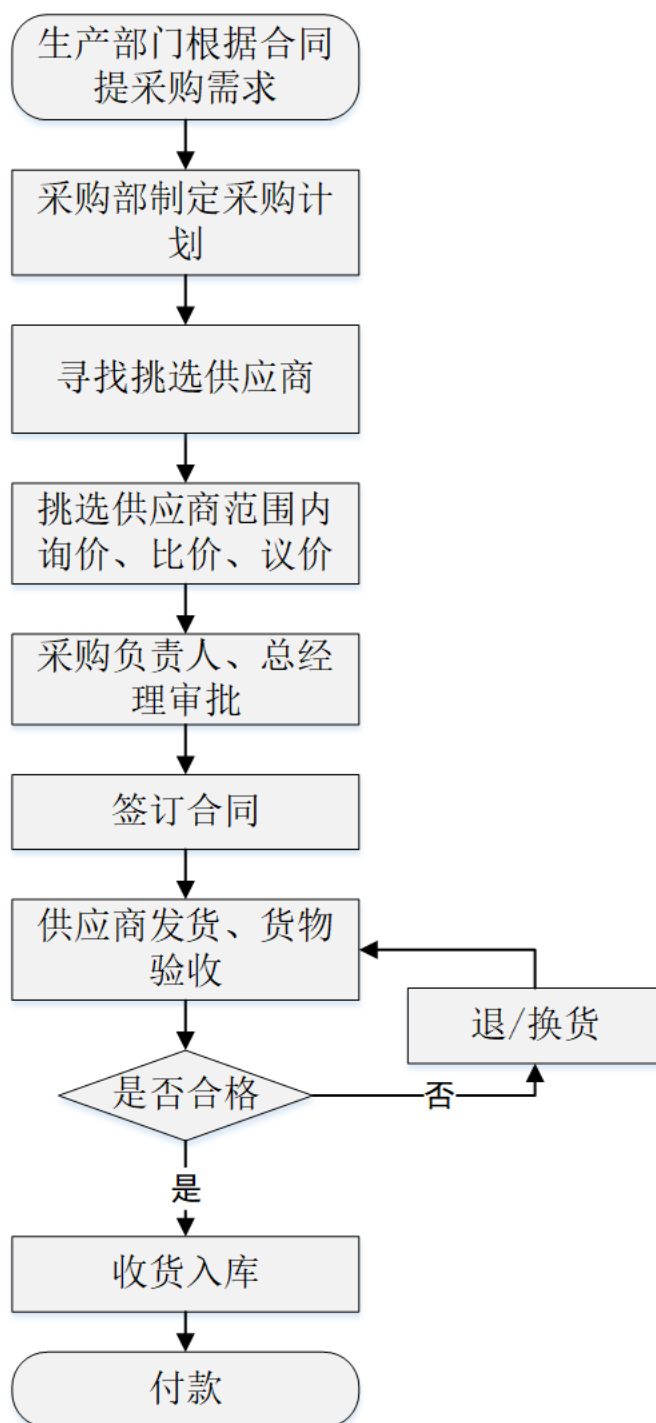 生产部门根据合同
提采购需求
采购部制定采购计
划
寻找挑选供应商
挑选供应商范围内
询价、比价、议价
采购负责人、总经
理审批
签订合同
供应商发货、货物
验收
退/换货
是否合格
否
是
收货入库
付款